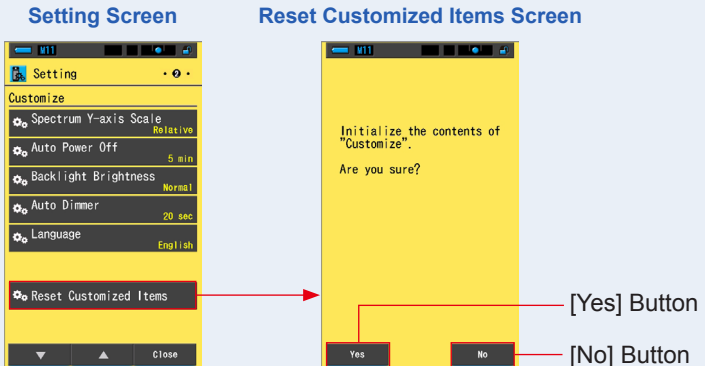 Setting Screen
Reset Customized Items Screen
M11
Setting
• 2 •
Customize
Spectrum Y-axis Scale
Relative
Auto Power Off
5 min
Backlight Brightness
Normal
Auto Dimmer
20 sec
Language
English
Reset Customized Items
▼ ▲ Close
M11
Initialize the contents of
"Customize".
Are you sure?
Yes No
[Yes] Button
[No] Button